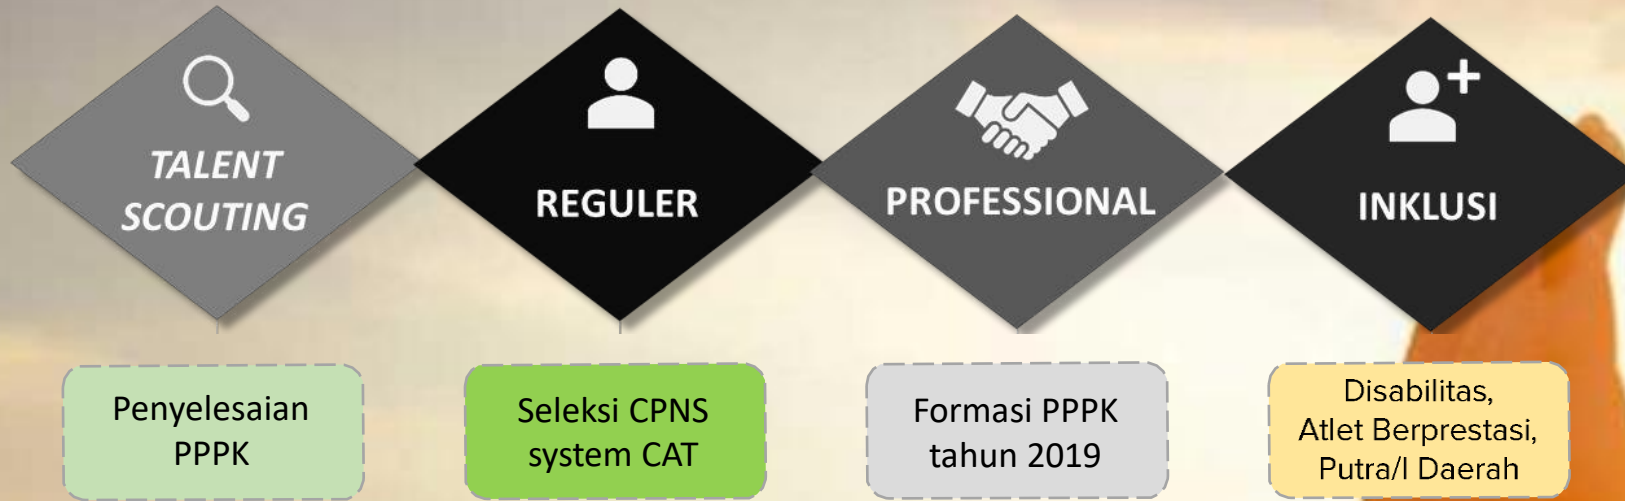 TALENT
SCOUTING
REGULER
PROFESSIONAL
INKLUSI
Penyelesaian
PPPK
Seleksi CPNS
system CAT
Formasi PPPK
tahun 2019
Disabilitas,
Atlet Berprestasi,
Putra/I Daerah